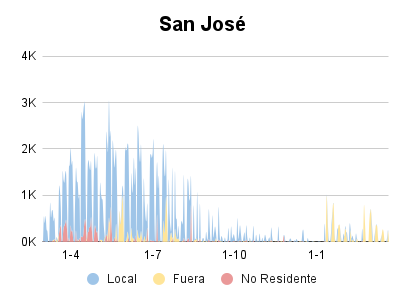 San José
4K
3K
2K
1K
0K
1-4 1-7 1-10 1-1
Local Fuera No Residente